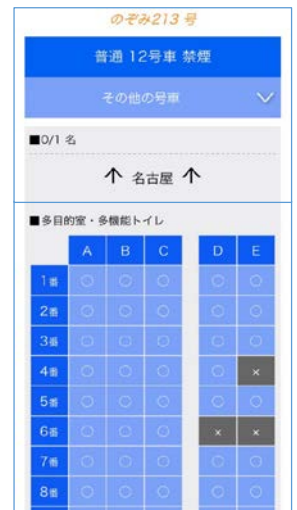 のぞみ213 号
普通 12号車 禁煙
その他の号車
■0/1 名
↑ 名古屋 ↑
■多目的室・多機能トイレ
A B C D E
1番 ○ ○ ○ ○ ○
2番 ○ ○ ○ ○ ○
3番 ○ ○ ○ ○ ○
4番 ○ ○ ○ ○ ×
5番 ○ ○ ○ ○ ○
6番 ○ ○ ○ × ×
7番 ○ ○ ○ ○ ○
8番 ○ ○ ○ ○ ○